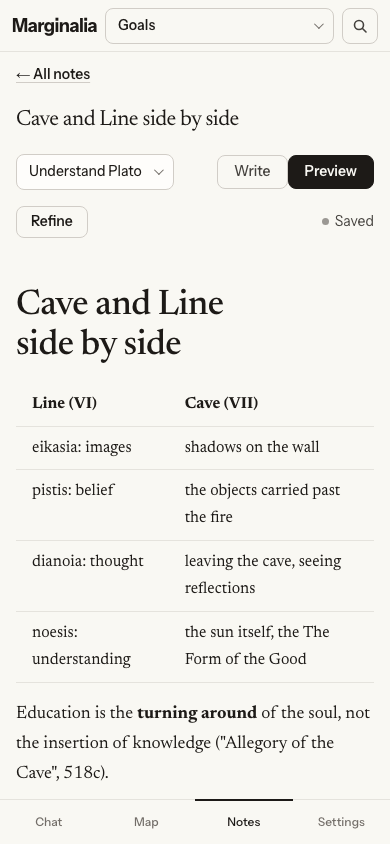 Marginalia
Goals
← All notes
Cave and Line side by side
Understand Plato
Write
Preview
Refine
Saved
Cave and Line
side by side
Line (VI)
Cave (VII)
eikasia: images
shadows on the wall
pistis: belief
the objects carried past
the fire
dianoia: thought
leaving the cave, seeing
reflections
noesis:
understanding
the sun itself, the The
Form of the Good
Education is the turning around of the soul, not
the insertion of knowledge ("Allegory of the
Cave", 518c).
Chat
Map
Notes
Settings